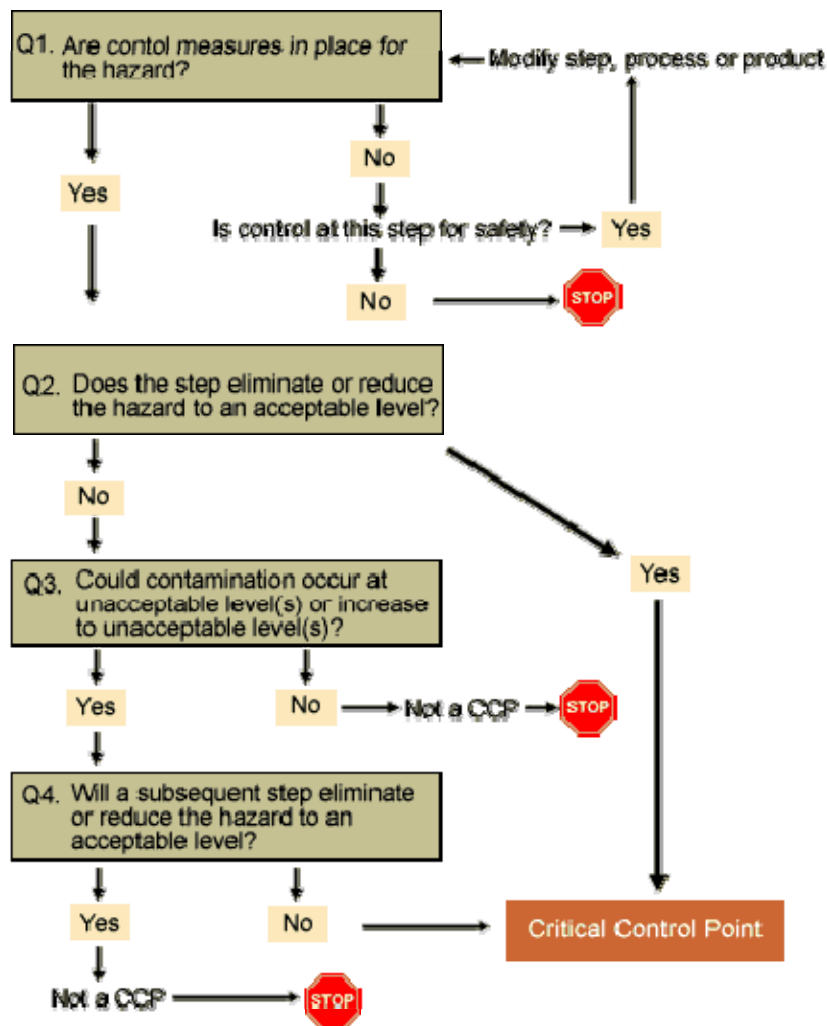 Q1. Are contol measures in place for
the hazard?
Modify step, process or product
No
Yes
Is control at this step for safety?
Yes
No
STOP
Q2. Does the step eliminate or reduce
the hazard to an acceptable level?
No
Yes
Q3. Could contamination occur at
unacceptable level(s) or increase
to unacceptable level(s)?
Yes
No
Not a CCP
STOP
Q4. Will a subsequent step eliminate
or reduce the hazard to an
acceptable level?
Yes
No
Critical Control Point
Not a CCP
STOP